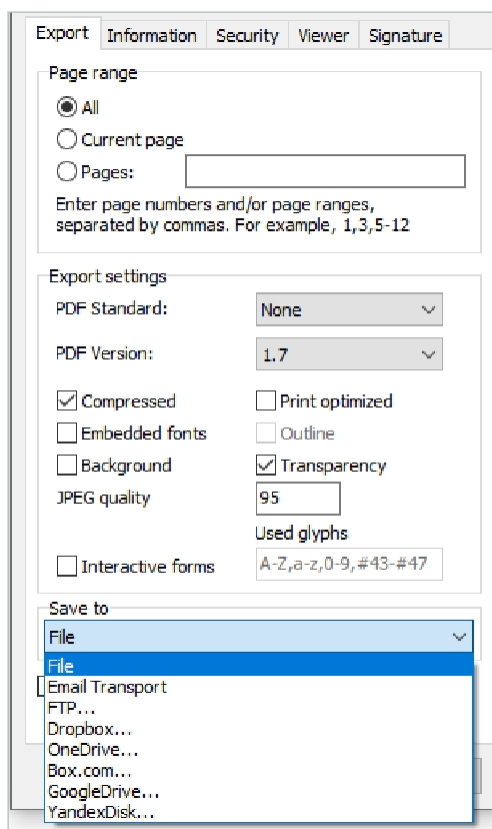 Export Information Security Viewer Signature
Page range
All
Current page
Pages:
Enter page numbers and/or page ranges,
separated by commas. For example, 1,3,5-12
Export settings
PDF Standard: None
PDF Version: 1.7
Compressed Print optimized
Embedded fonts Outline
Background Transparency
JPEG quality 95
Used glyphs
Interactive forms A-Z,a-z,0-9,#43-#47
Save to
File
File
Email Transport
FTP...
Dropbox...
OneDrive...
Box.com...
GoogleDrive...
YandexDisk...